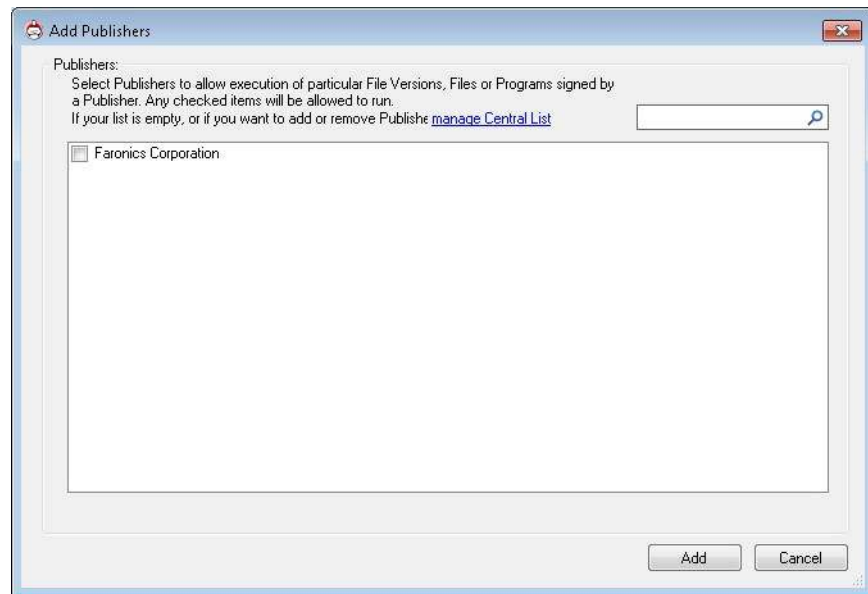 Add Publishers
Publishers:
Select Publishers to allow execution of particular File Versions, Files or Programs signed by
a Publisher. Any checked items will be allowed to run.
If your list is empty, or if you want to add or remove Publishe manage Central List
Faronics Corporation
Add
Cancel